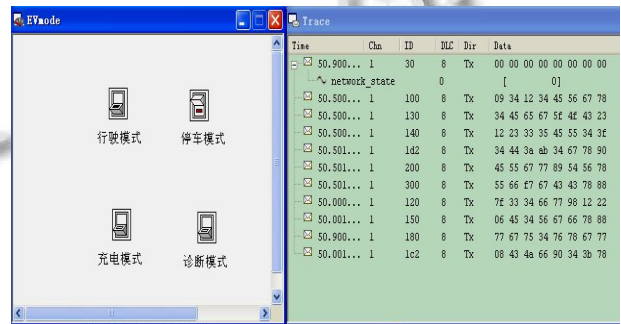 EVmode
行驶模式 停车模式
充电模式 诊断模式
Trace
Time Chn ID DLC Dir Data
50.900... 1 30 8 Tx 00 00 00 00 00 00 00 00
network_state 0 [ 0]
50.500... 1 100 8 Tx 09 34 12 34 45 56 67 78
50.500... 1 130 8 Tx 34 45 65 67 5f 4f 43 23
50.500... 1 140 8 Tx 12 23 33 35 45 55 34 3f
50.501... 1 1d2 8 Tx 34 44 3a ab 34 67 78 90
50.501... 1 200 8 Tx 45 55 67 77 89 54 56 78
50.501... 1 300 8 Tx 55 66 f7 67 43 43 78 88
50.000... 1 120 8 Tx 7f 33 34 66 77 98 12 22
50.001... 1 150 8 Tx 06 45 34 56 67 66 78 88
50.900... 1 180 8 Tx 77 67 75 34 76 78 67 77
50.001... 1 1c2 8 Tx 08 43 4a 66 90 34 3b 78